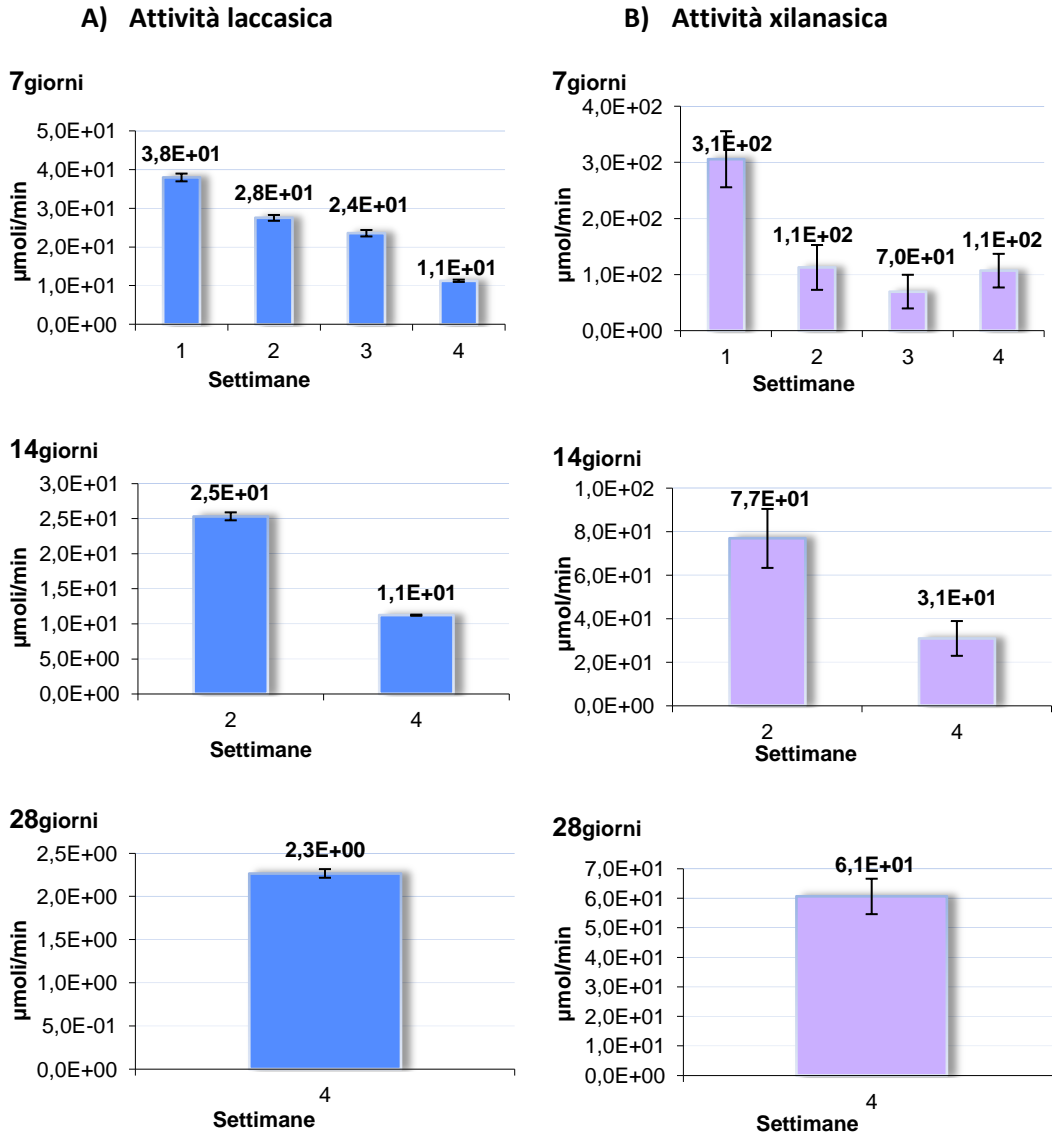 A) Attività laccasica
B) Attività xilanasica
7giorni
5,0E+01
4,0E+01
3,0E+01
2,0E+01
1,0E+01
0,0E+00
µmoli/min
3,8E+01
2,8E+01
2,4E+01
1,1E+01
1 2 3 4
Settimane
7giorni
4,0E+02
3,0E+02
2,0E+02
1,0E+02
0,0E+00
µmol/min
3,1E+02
1,1E+02
7,0E+01
1,1E+02
1 2 3 4
Settimane
14giorni
3,0E+01
2,5E+01
2,0E+01
1,5E+01
1,0E+01
5,0E+00
0,0E+00
µmoli/min
2,5E+01
1,1E+01
2 4
Settimane
14giorni
1,0E+02
8,0E+01
6,0E+01
4,0E+01
2,0E+01
0,0E+00
µmol/min
7,7E+01
3,1E+01
2 4
Settimane
28giorni
2,5E+00
2,0E+00
1,5E+00
1,0E+00
5,0E-01
0,0E+00
µmoli/min
2,3E+00
4
Settimane
28giorni
7,0E+01
6,0E+01
5,0E+01
4,0E+01
3,0E+01
2,0E+01
1,0E+01
0,0E+00
µmol/min
6,1E+01
4
Settimane